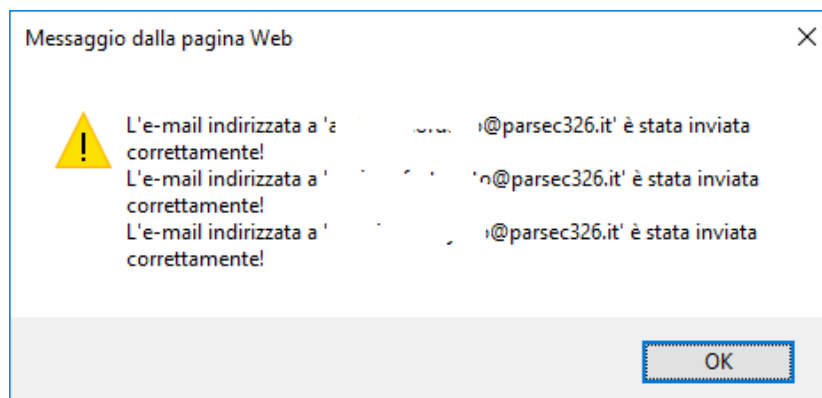 Messaggio dalla pagina Web
L'e-mail indirizzata a '@parsec326.it' è stata inviata
correttamente!
L'e-mail indirizzata a '@parsec326.it' è stata inviata
correttamente!
L'e-mail indirizzata a '@parsec326.it' è stata inviata
correttamente!
OK